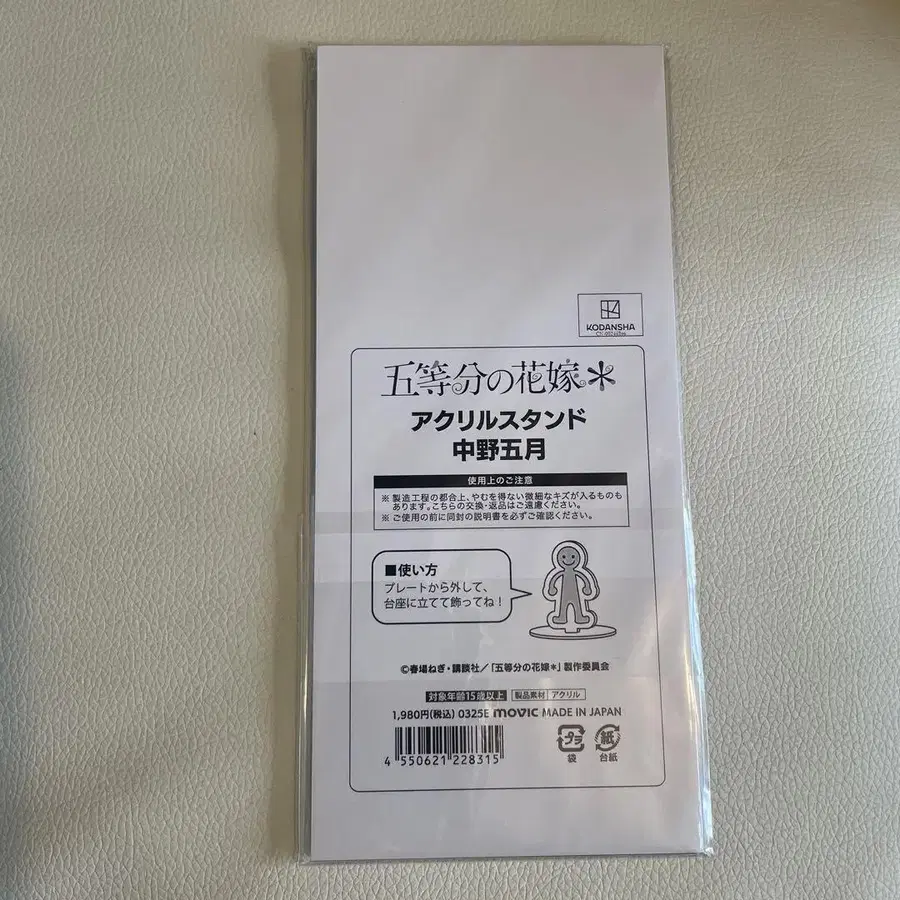 KODANSHA
五等分の花嫁＊
アクリルスタンド
中野五月
使用上のご注意
※ 製造工程の都合上、やむを得ない微細なキズが入るものも
あります。こちらの交換・返品はご遠慮ください。
※ ご使用の前に同封の説明書を必ずご確認ください。
■使い方
プレートから外して、
台座に立てて飾ってね！
©春場ねぎ・講談社／「五等分の花嫁＊」製作委員会
対象年齢15歳以上 製品素材 アクリル
1,980円(税込) 0325E movic MADE IN JAPAN
4 550621 228315
プラ 紙
袋 台紙